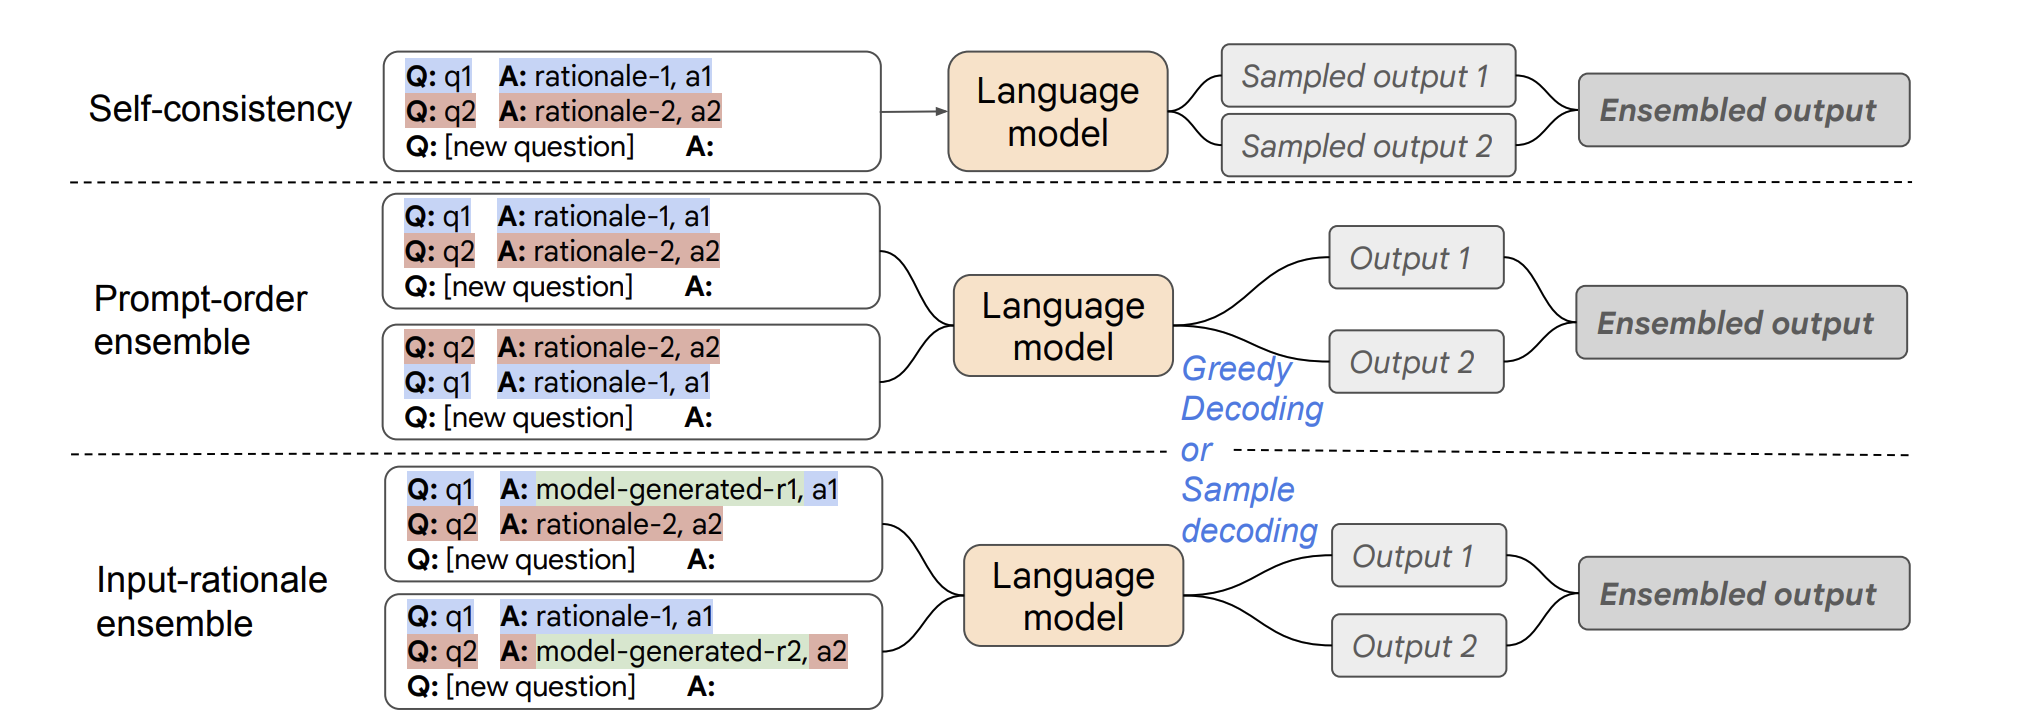 Self-consistency
Q: q1 A: rationale-1, a1
Q: q2 A: rationale-2, a2
Q: [new question] A:
Language
model
Sampled output 1
Sampled output 2
Ensembled output
Prompt-order
ensemble
Q: q1 A: rationale-1, a1
Q: q2 A: rationale-2, a2
Q: [new question] A:
Q: q2 A: rationale-2, a2
Q: q1 A: rationale-1, a1
Q: [new question] A:
Language
model
Greedy
Decoding
or
Sample
decoding
Output 1
Output 2
Ensembled output
Input-rationale
ensemble
Q: q1 A: model-generated-r1, a1
Q: q2 A: rationale-2, a2
Q: [new question] A:
Q: q1 A: rationale-1, a1
Q: q2 A: model-generated-r2, a2
Q: [new question] A:
Language
model
Output 1
Output 2
Ensembled output